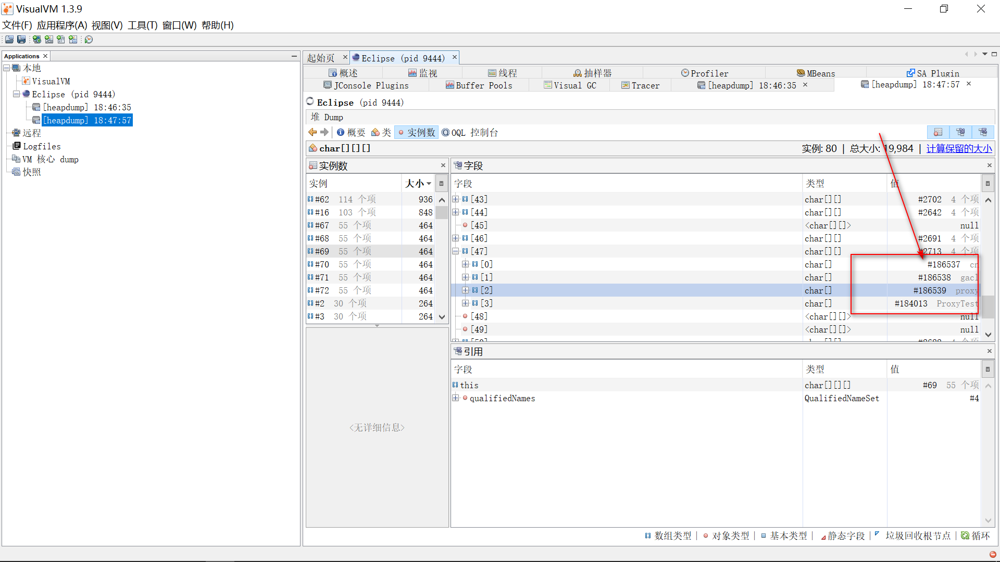 VisualVM 1.3.9
文件(F) 应用程序(A) 视图(V) 工具(T) 窗口(W) 帮助(H)
Applications
本地
VisualVM
Eclipse (pid 9444)
[heapdump] 18:46:35
[heapdump] 18:47:57
远程
Logfiles
VM 核心 dump
快照
起始页 Eclipse (pid 9444)
概述 监视 线程 抽样器 Profiler MBeans SA Plugin
JConsole Plugins Buffer Pools Visual GC Tracer [heapdump] 18:46:35 [heapdump] 18:47:57
Eclipse (pid 9444)
堆 Dump
概要 类 实例数 OQL 控制台
char[][][] 实例: 80 | 总大小: 19,984 | 计算保留的大小
实例数
实例 大小
#62 114 个项 936
#16 103 个项 848
#67 55 个项 464
#68 55 个项 464
#69 55 个项 464
#70 55 个项 464
#71 55 个项 464
#72 55 个项 464
#2 30 个项 264
#3 30 个项 264
<无详细信息>
字段
字段 类型 值
[43] char[][] #2702 4 个项
[44] char[][] #2642 4 个项
[45] <char[][]> null
[46] char[][] #2691 4 个项
[47] char[][] #2713 4 个项
[0] char[] #186537 cn
[1] char[] #186538 gacl
[2] char[] #186539 proxy
[3] char[] #184013 ProxyTest
[48] <char[][]> null
[49] <char[][]> null
引用
字段 类型 值
this char[][][] #69 55 个项
qualifiedNames QualifiedNameSet #4
数组类型 | 对象类型 | 基本类型 | 静态字段 | 垃圾回收根节点 | 循环